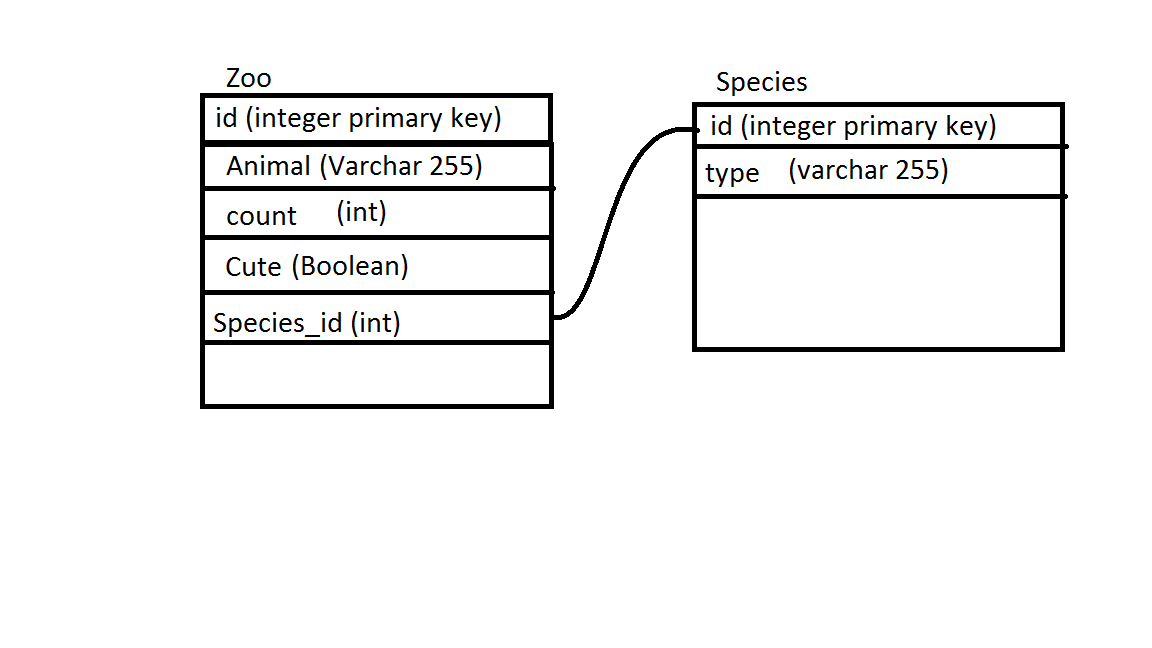 Zoo
id (integer primary key)
Animal (Varchar 255)
count (int)
Cute (Boolean)
Species_id (int)
Species
id (integer primary key)
type (varchar 255)